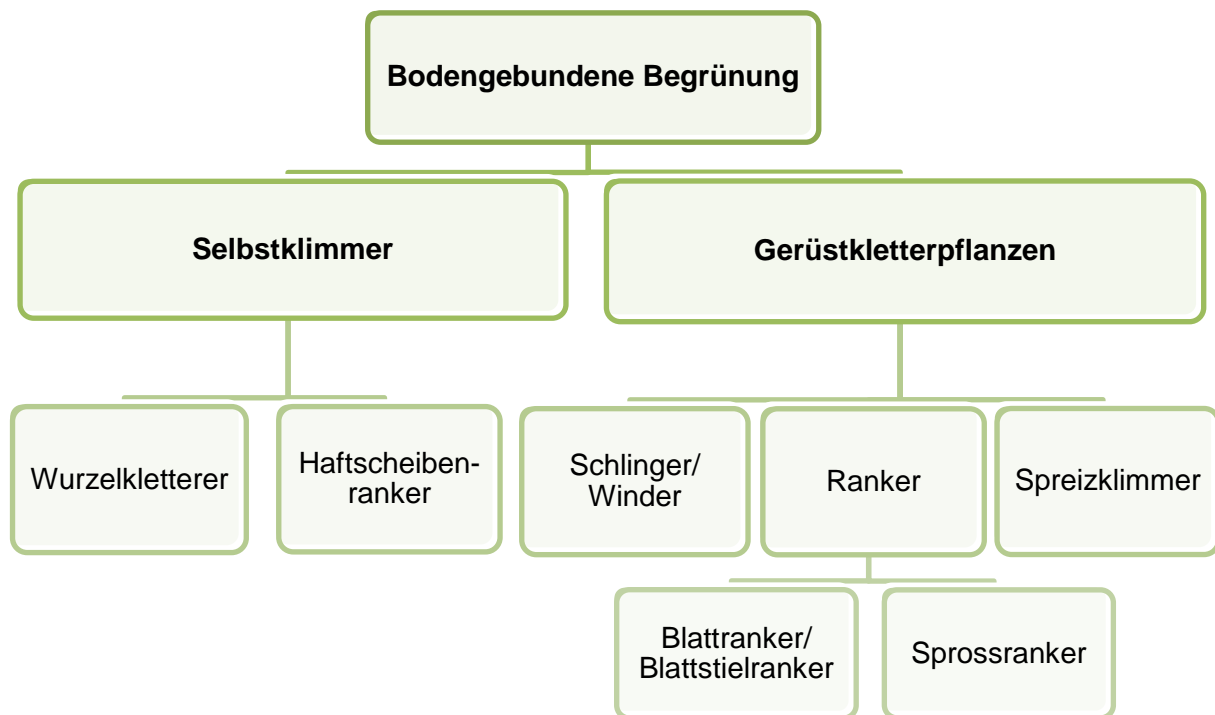 Bodengebundene Begrünung
Selbstklimmer
Gerüstkletterpflanzen
Wurzelkletterer
Haftscheiben-
ranker
Schlinger/
Winder
Ranker
Spreizklimmer
Blattranker/
Blattstielranker
Sprossranker